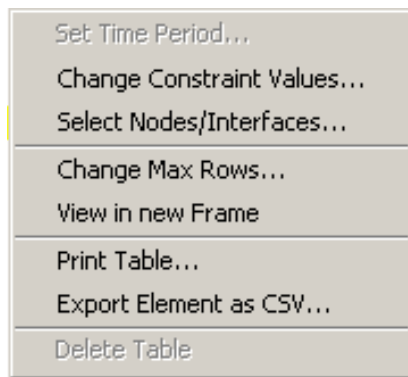 Set Time Period...
Change Constraint Values...
Select Nodes/Interfaces...
Change Max Rows...
View in new Frame
Print Table...
Export Element as CSV...
Delete Table